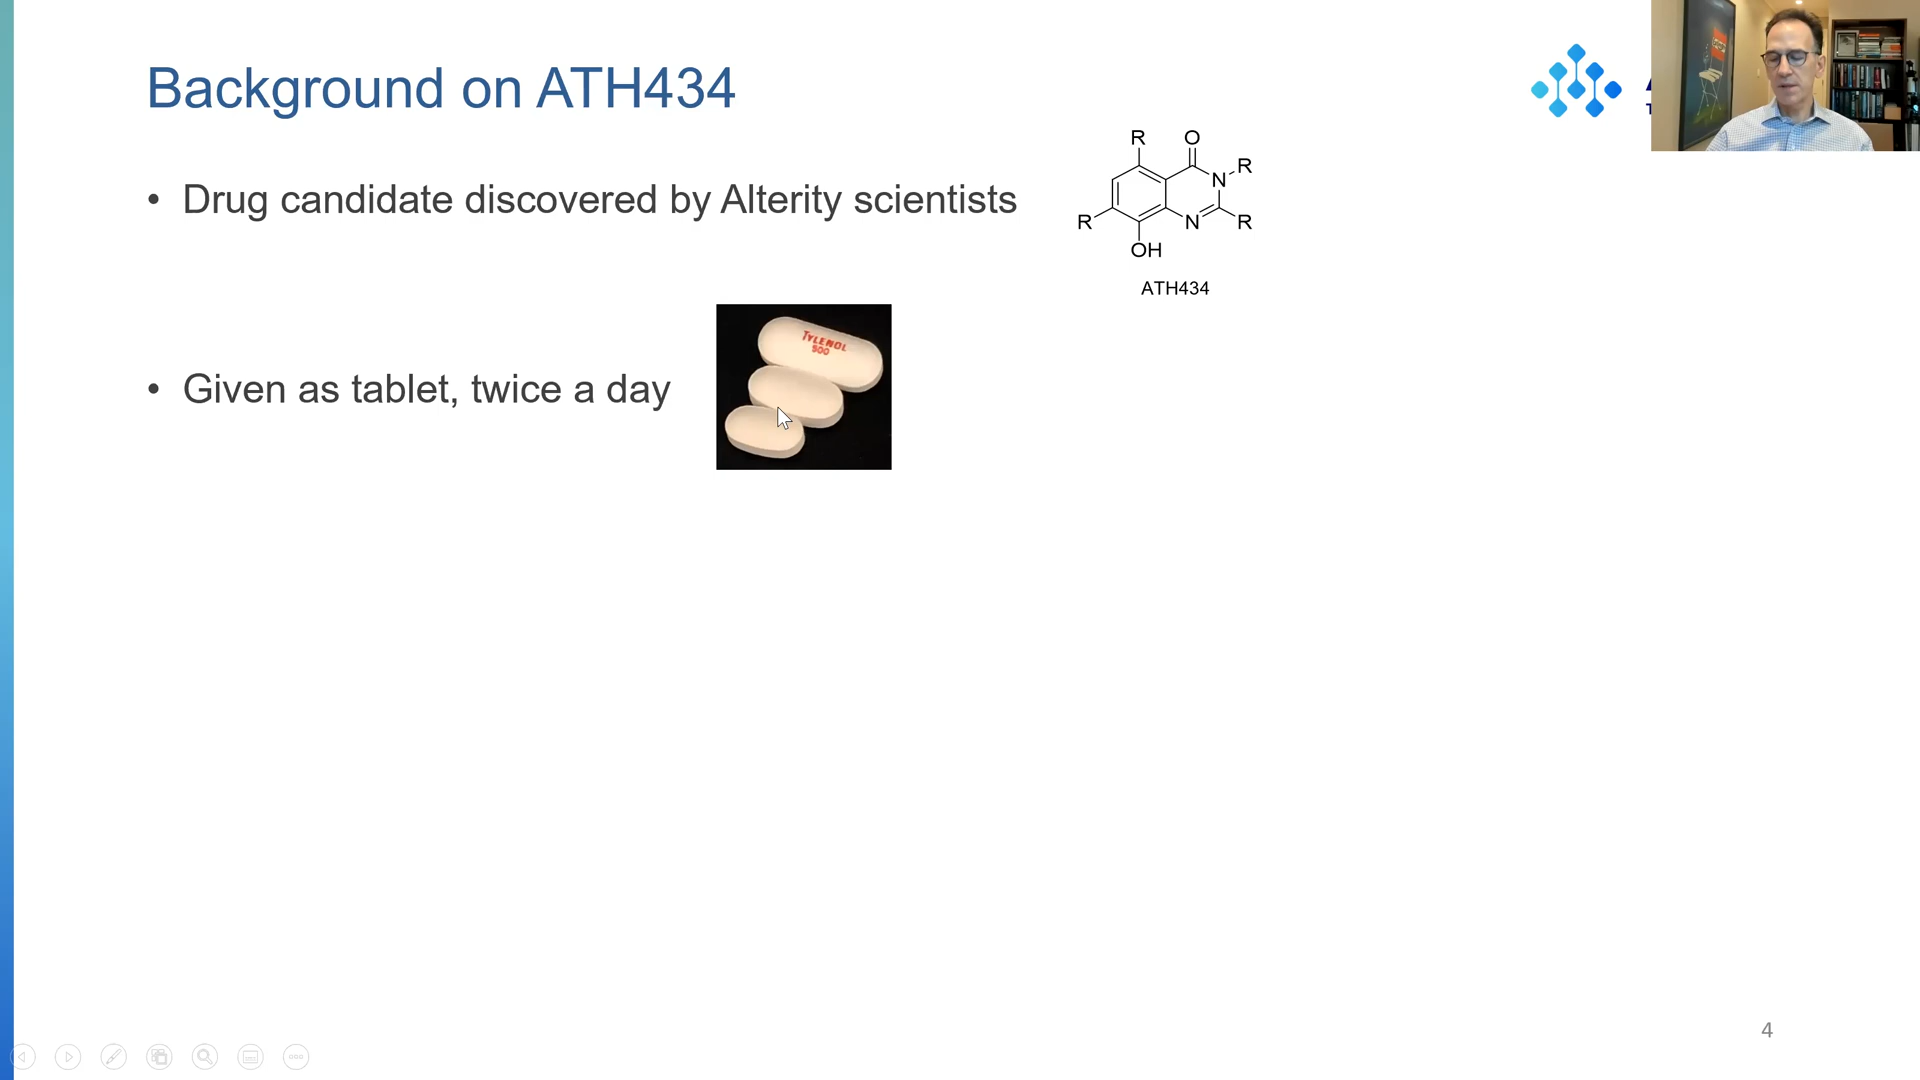 Background on ATH434
• Drug candidate discovered by Alterity scientists
R
O
R
N
R
N
R
OH
ATH434
• Given as tablet, twice a day
TYLENOL
500
4